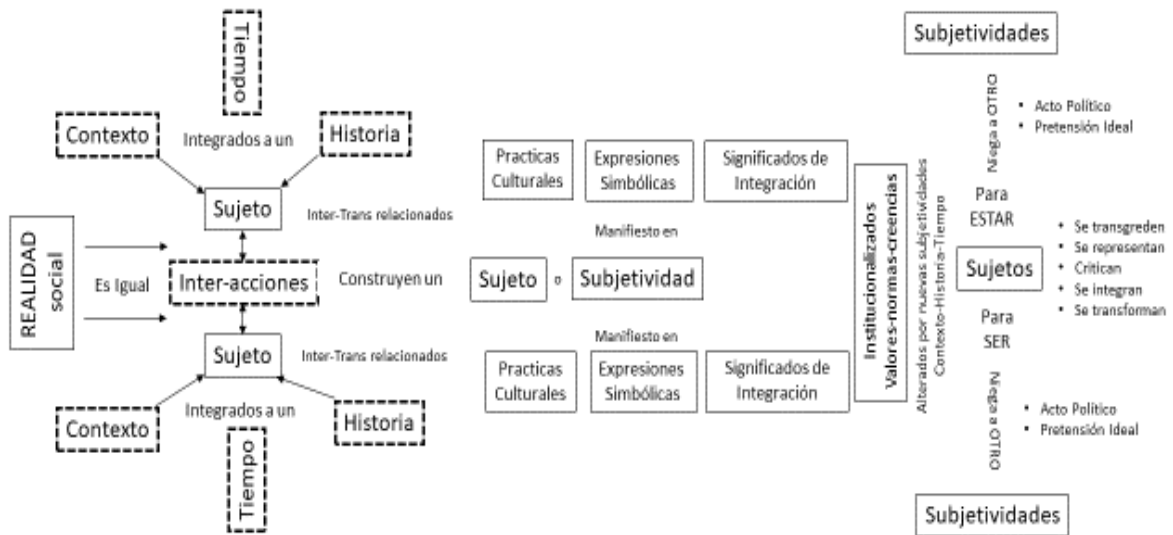 Subjetividades
Tiempo
Niega a OTRO
• Acto Político
• Pretensión Ideal
Contexto
Integrados a un
Historia
Practicas
Culturales
Expresiones
Simbólicas
Significados de
Integración
Institucionalizados
Valores-normas-creencias
Alterados por nuevas subjetividades
Contexto-Historia-Tiempo
Para
ESTAR
Sujeto
Inter-Trans relacionados
Manifiesto en
REALIDAD
social
Es Igual
Inter-acciones
Construyen un
Sujeto
o
Subjetividad
Sujetos
• Se transgreden
• Se representan
• Critican
• Se integran
• Se transforman
Para
SER
Manifiesto en
Sujeto
Inter-Trans relacionados
Practicas
Culturales
Expresiones
Simbólicas
Significados de
Integración
Contexto
Integrados a un
Historia
Tiempo
Niega a OTRO
• Acto Político
• Pretensión Ideal
Subjetividades